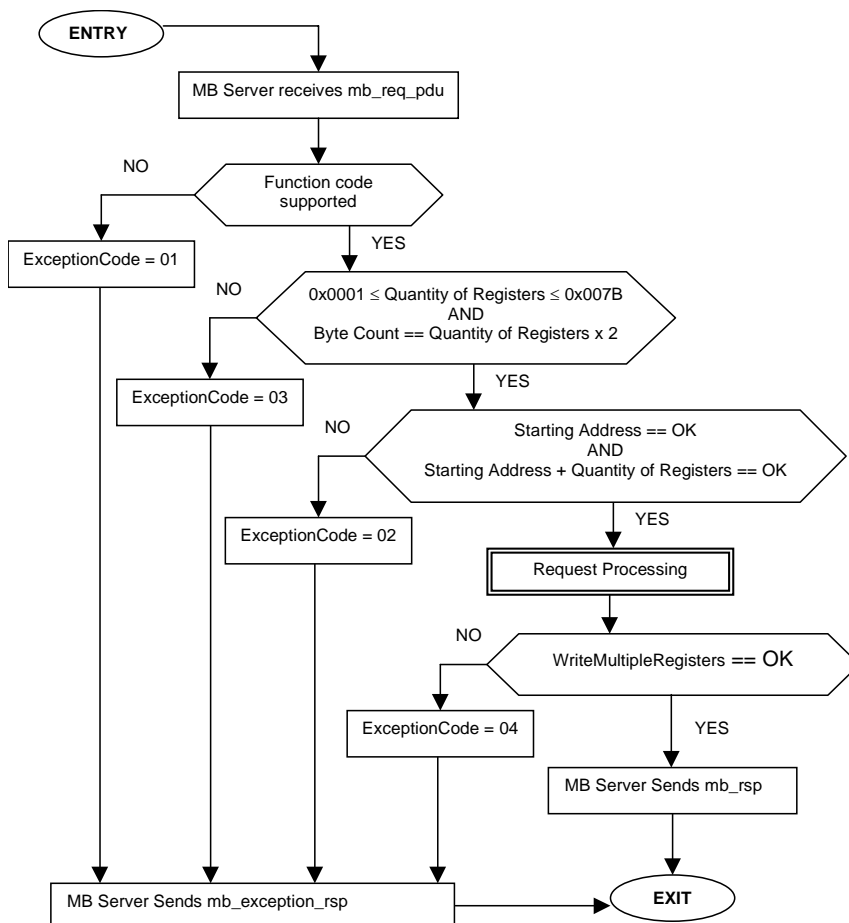 ENTRY
MB Server receives mb_req_pdu
NO
Function code
supported
YES
ExceptionCode = 01
NO
0x0001 ≤ Quantity of Registers ≤ 0x007B
AND
Byte Count == Quantity of Registers x 2
YES
ExceptionCode = 03
NO
Starting Address == OK
AND
Starting Address + Quantity of Registers == OK
YES
ExceptionCode = 02
Request Processing
NO
WriteMultipleRegisters == OK
YES
ExceptionCode = 04
MB Server Sends mb_rsp
MB Server Sends mb_exception_rsp
EXIT